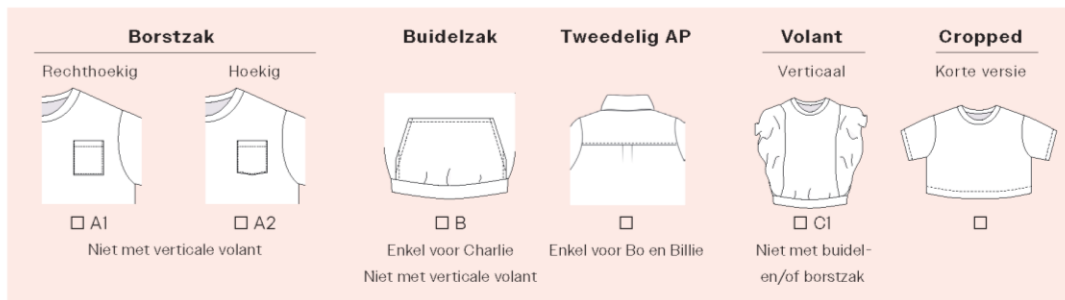 Borstzak
Buidelzak
Tweedelig AP
Volant
Cropped
Rechthoekig
Hoekig
Verticaal
Korte versie
☐ A1
☐ A2
☐ B
☐
☐ C1
☐
Niet met verticale volant
Enkel voor Charlie
Niet met verticale volant
Enkel voor Bo en Billie
Niet met buidel-
en/of borstzak